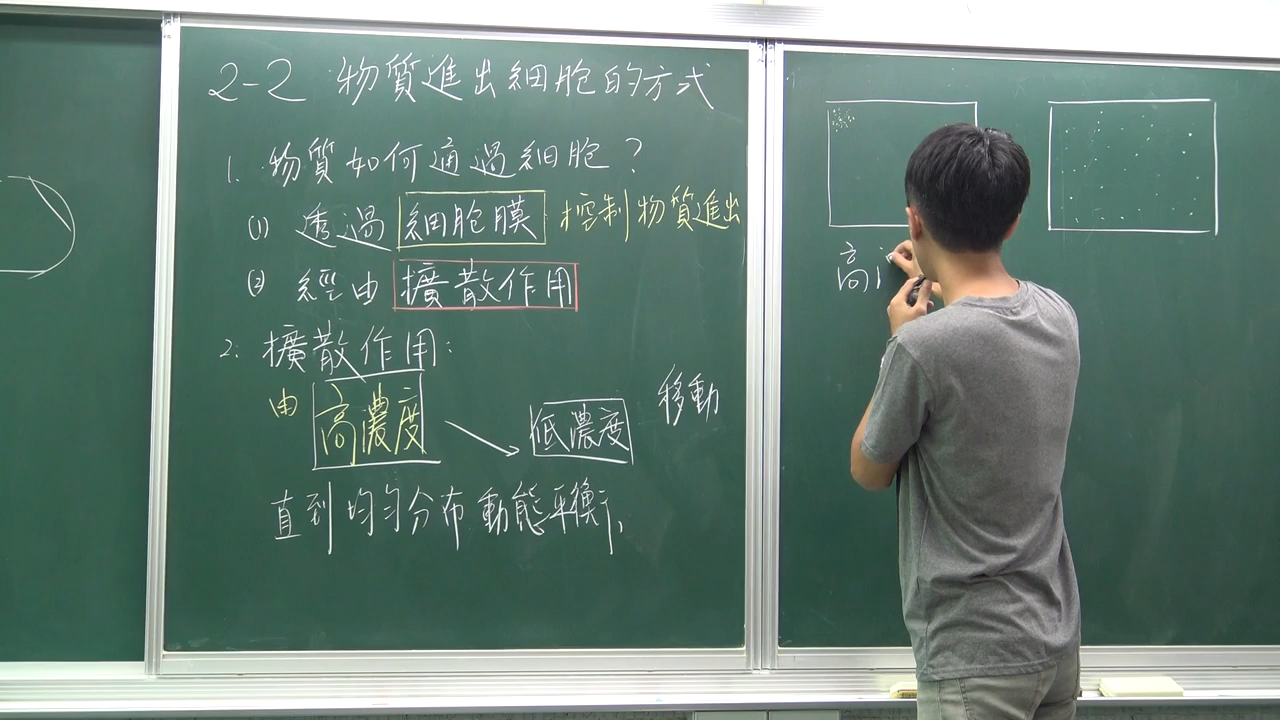 2-2 物質進出細胞的方式
1. 物質如何通過細胞？
(1) 透過細胞膜 控制物質進出
(2) 經由擴散作用
2. 擴散作用：
由高濃度 → 低濃度 移動
直到均勻分布動態平衡。
高